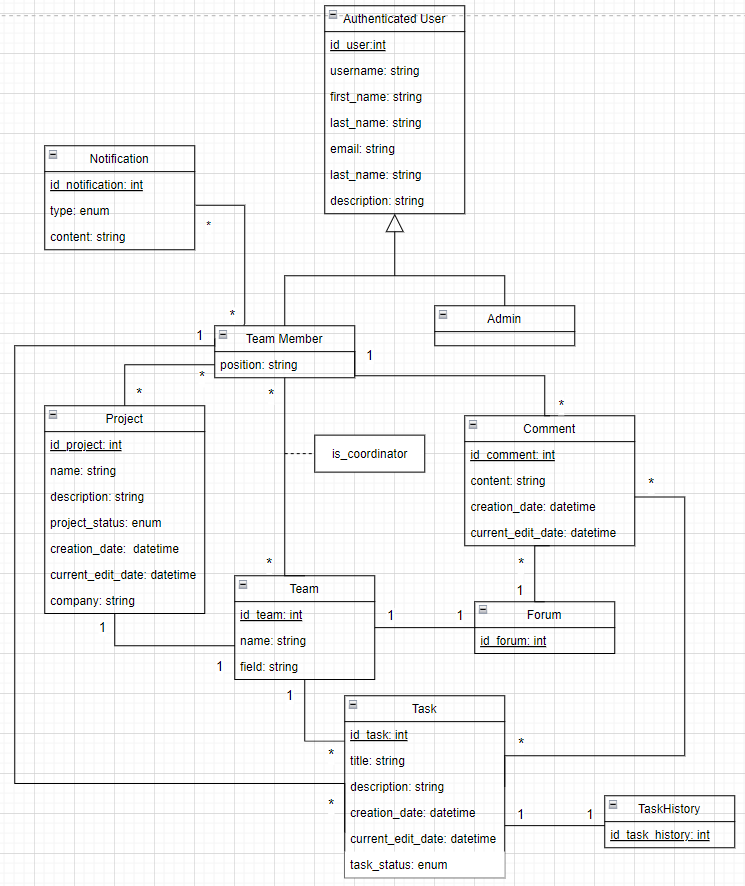 Authenticated User
id_user:int
username: string
first_name: string
last_name: string
email: string
last_name: string
description: string
Notification
id_notification: int
type: enum
content: string
*
*
Admin
1
Team Member
position: string
1
*
*
*
*
Project
id_project: int
name: string
description: string
project_status: enum
creation_date: datetime
current_edit_date: datetime
company: string
is_coordinator
Comment
id_comment: int
content: string
creation_date: datetime
current_edit_date: datetime
*
*
*
1
Team
id_team: int
name: string
field: string
1
1
Forum
id_forum: int
1
1
1
*
*
*
Task
id_task: int
title: string
description: string
creation_date: datetime
current_edit_date: datetime
task_status: enum
1
1
TaskHistory
id_task_history: int